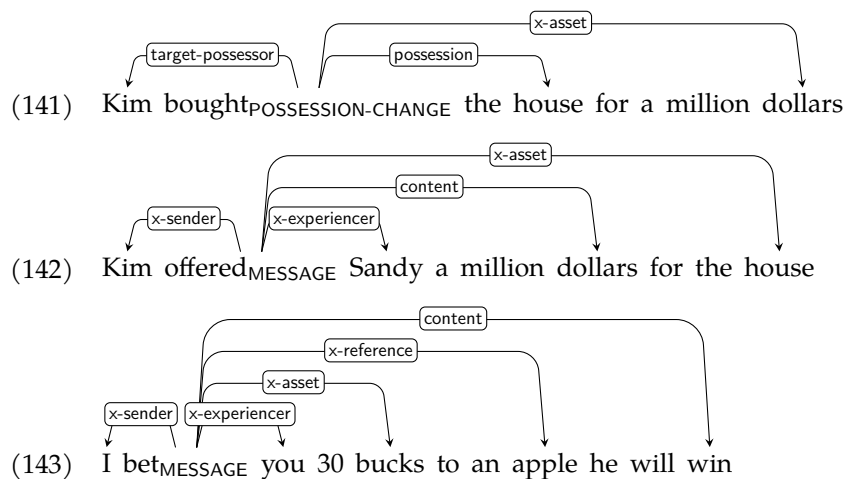 x-asset
target-possessor possession
(141) Kim bought POSSESSION-CHANGE the house for a million dollars
x-asset
content
x-sender x-experiencer
(142) Kim offered MESSAGE Sandy a million dollars for the house
content
x-reference
x-asset
x-sender x-experiencer
(143) I bet MESSAGE you 30 bucks to an apple he will win